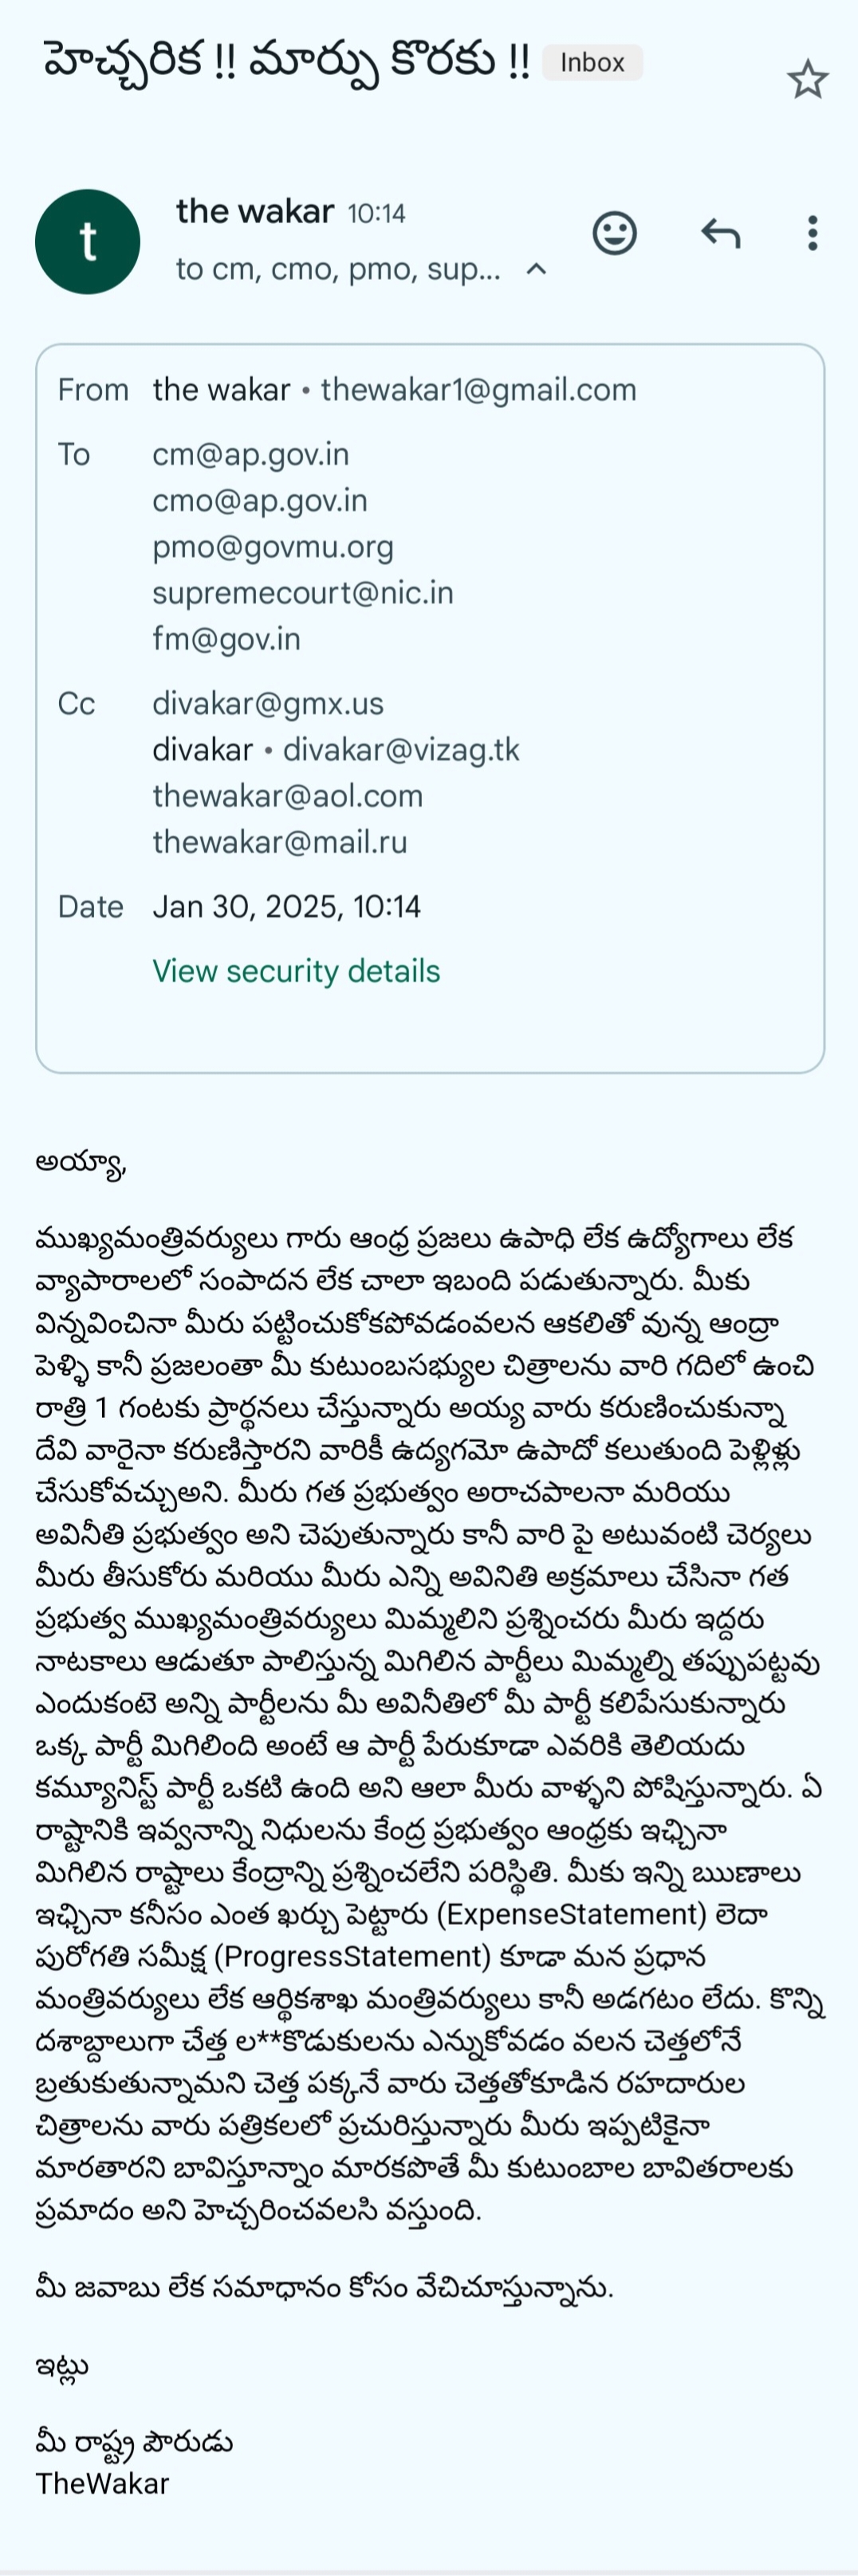 హెచ్చరిక !! మార్పు కొరకు !! Inbox
t
the wakar 10:14
to cm, cmo, pmo, sup...
From the wakar • thewakar1@gmail.com
To cm@ap.gov.in
cmo@ap.gov.in
pmo@govmu.org
supremecourt@nic.in
fm@gov.in
Cc divakar@gmx.us
divakar • divakar@vizag.tk
thewakar@aol.com
thewakar@mail.ru
Date Jan 30, 2025, 10:14
View security details
అయ్యా,
ముఖ్యమంత్రివర్యులు గారు ఆంధ్ర ప్రజలు ఉపాధి లేక ఉద్యోగాలు లేక
వ్యాపారాలలో సంపాదన లేక చాలా ఇబంది పడుతున్నారు. మీకు
విన్నవించినా మీరు పట్టించుకోకపోవడంవలన ఆకలితో వున్న ఆంద్రా
పెళ్ళి కానీ ప్రజలంతా మీ కుటుంబసభ్యుల చిత్రాలను వారి గదిలో ఉంచి
రాత్రి 1 గంటకు ప్రార్థనలు చేస్తున్నారు అయ్య వారు కరుణించుకున్నా
దేవి వారైనా కరుణిస్తారని వారికీ ఉద్యగమో ఉపాదో కలుతుంది పెళ్లిళ్లు
చేసుకోవచ్చుఅని. మీరు గత ప్రభుత్వం అరాచపాలనా మరియు
అవినీతి ప్రభుత్వం అని చెపుతున్నారు కానీ వారి పై అటువంటి చెర్యలు
మీరు తీసుకోరు మరియు మీరు ఎన్ని అవినితి అక్రమాలు చేసినా గత
ప్రభుత్వ ముఖ్యమంత్రివర్యులు మిమ్మలిని ప్రశ్నించరు మీరు ఇద్దరు
నాటకాలు ఆడుతూ పాలిస్తున్న మిగిలిన పార్టీలు మిమ్మల్ని తప్పుపట్టవు
ఎందుకంటె అన్ని పార్టీలను మీ అవినీతిలో మీ పార్టీ కలిపేసుకున్నారు
ఒక్క పార్టీ మిగిలింది అంటే ఆ పార్టీ పేరుకూడా ఎవరికి తెలియదు
కమ్యూనిస్ట్ పార్టీ ఒకటి ఉంది అని ఆలా మీరు వాళ్ళని పోషిస్తున్నారు. ఏ
రాష్టానికి ఇవ్వనాన్ని నిధులను కేంద్ర ప్రభుత్వం ఆంధ్రకు ఇచ్చినా
మిగిలిన రాష్టాలు కేంద్రాన్ని ప్రశ్నించలేని పరిస్థితి. మీకు ఇన్ని ఋణాలు
ఇచ్చినా కనీసం ఎంత ఖర్చు పెట్టారు (ExpenseStatement) లెదా
పురోగతి సమీక్ష (ProgressStatement) కూడా మన ప్రధాన
మంత్రివర్యులు లేక ఆర్థికశాఖ మంత్రివర్యులు కానీ అడగటం లేదు. కొన్ని
దశాబ్దాలుగా చేత్త ల**కొడుకులను ఎన్నుకోవడం వలన చెత్తలోనే
బ్రతుకుతున్నామని చెత్త పక్కనే వారు చెత్తతోకూడిన రహదారుల
చిత్రాలను వారు పత్రికలలో ప్రచురిస్తున్నారు మీరు ఇప్పటికైనా
మారతారని బావిస్తూన్నాం మారకపొతే మీ కుటుంబాల బావితరాలకు
ప్రమాదం అని హెచ్చరించవలసి వస్తుంది.
మీ జవాబు లేక సమాధానం కోసం వేచిచూస్తున్నాను.
ఇట్లు
మీ రాష్ట్ర పౌరుడు
TheWakar